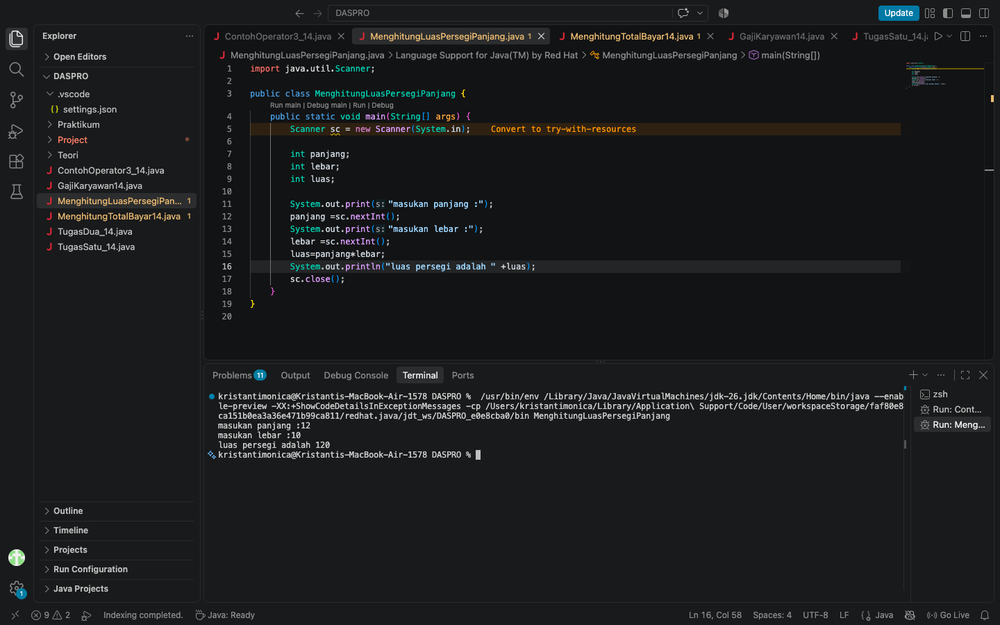 DASPRO
Update
Explorer
Open Editors
DASPRO
.vscode
{} settings.json
Praktikum
Project
Teori
J ContohOperator3_14.java
J GajiKaryawan14.java
J MenghitungLuasPersegiPan... 1
J MenghitungTotalBayar14.java 1
J TugasDua_14.java
J TugasSatu_14.java
Outline
Timeline
Projects
Run Configuration
Java Projects
1
J ContohOperator3_14.java
J MenghitungLuasPersegiPanjang.java 1
J MenghitungTotalBayar14.java 1
J GajiKaryawan14.java
J TugasSatu_14.j
J MenghitungLuasPersegiPanjang.java > Language Support for Java(TM) by Red Hat > MenghitungLuasPersegiPanjang > main(String[])
1 import java.util.Scanner;
2
3 public class MenghitungLuasPersegiPanjang {
Run main | Debug main | Run | Debug
4 public static void main(String[] args) {
5 Scanner sc = new Scanner(System.in); Convert to try-with-resources
6
7 int panjang;
8 int lebar;
9 int luas;
10
11 System.out.print(s: "masukan panjang :");
12 panjang =sc.nextInt();
13 System.out.print(s: "masukan lebar :");
14 lebar =sc.nextInt();
15 luas=panjang*lebar;
16 System.out.println("luas persegi adalah " +luas);
17 sc.close();
18 }
19 }
20
Problems 11 Output Debug Console Terminal Ports
kristantimonica@Kristantis-MacBook-Air-1578 DASPRO % /usr/bin/env /Library/Java/JavaVirtualMachines/jdk-26.jdk/Contents/Home/bin/java --enab
le-preview -XX:+ShowCodeDetailsInExceptionMessages -cp /Users/kristantimonica/Library/Application\ Support/Code/User/workspaceStorage/faf80e8
ca151b0ea3a36e471b99ca811/redhat.java/jdt_ws/DASPRO_e0e8cba0/bin MenghitungLuasPersegiPanjang
masukan panjang :12
masukan lebar :10
luas persegi adalah 120
kristantimonica@Kristantis-MacBook-Air-1578 DASPRO %
zsh
Run: Cont...
Run: Meng...
9 2 Indexing completed. Java: Ready
Ln 16, Col 58 Spaces: 4 UTF-8 LF {} Java Go Live